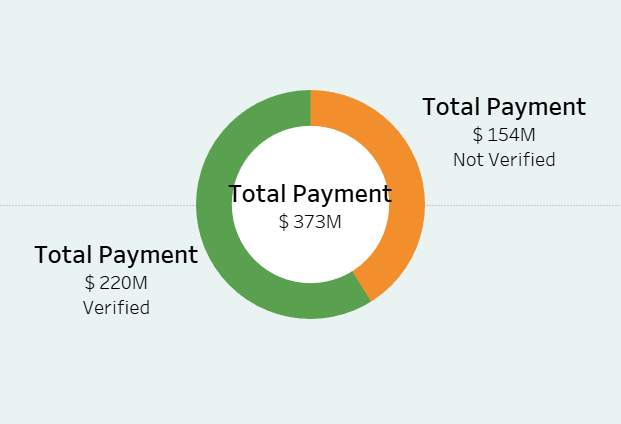 Total Payment
$ 154M
Not Verified
Total Payment
$ 373M
Total Payment
$ 220M
Verified